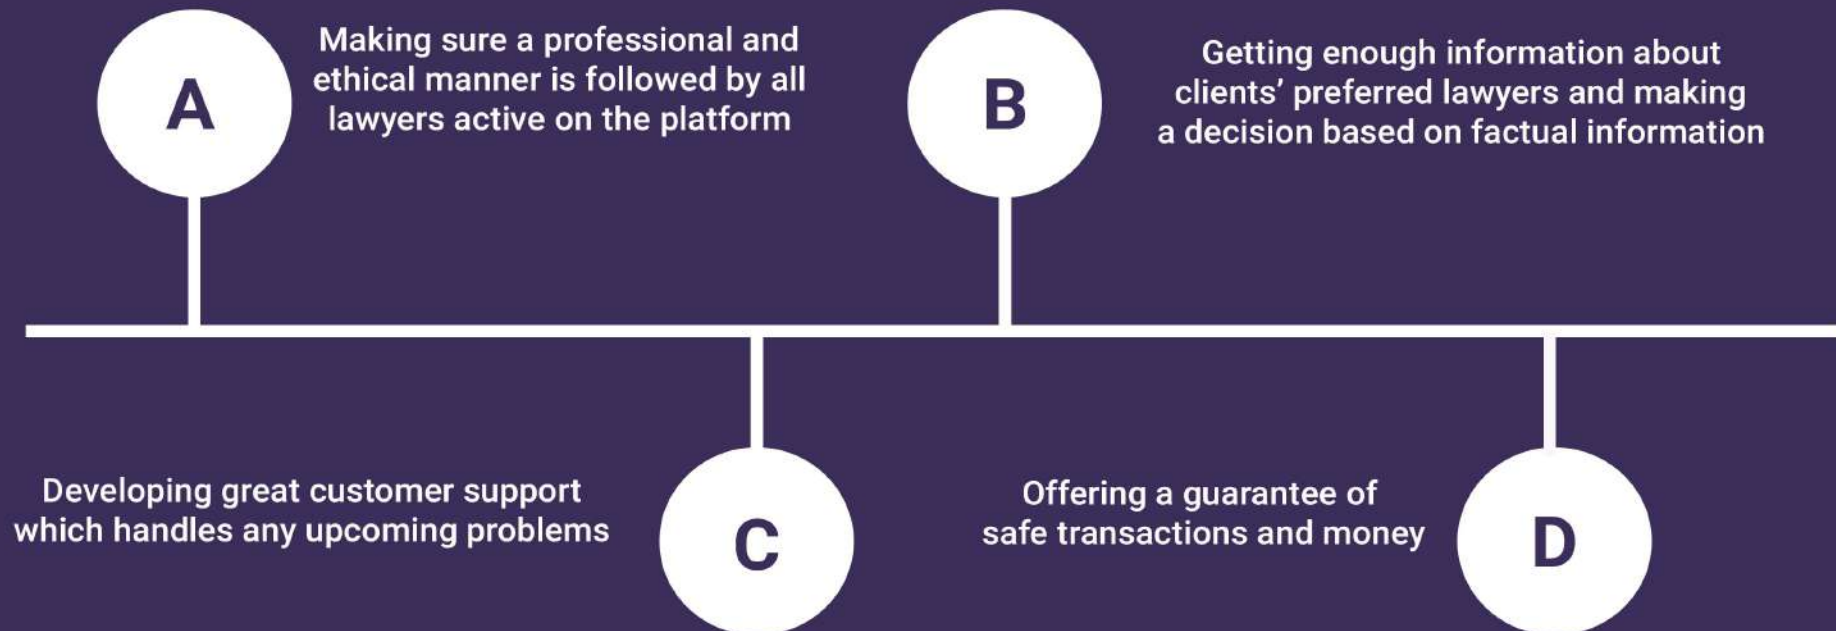 A
Making sure a professional and
ethical manner is followed by all
lawyers active on the platform
B
Getting enough information about
clients’ preferred lawyers and making
a decision based on factual information
Developing great customer support
which handles any upcoming problems
C
Offering a guarantee of
safe transactions and money
D